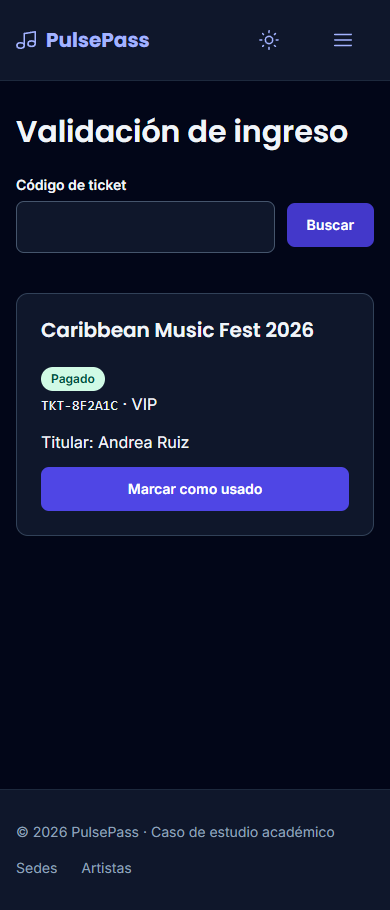 PulsePass
Validación de ingreso
Código de ticket
Buscar
Caribbean Music Fest 2026
Pagado
TKT-8F2A1C · VIP
Titular: Andrea Ruiz
Marcar como usado
© 2026 PulsePass · Caso de estudio académico
Sedes Artistas